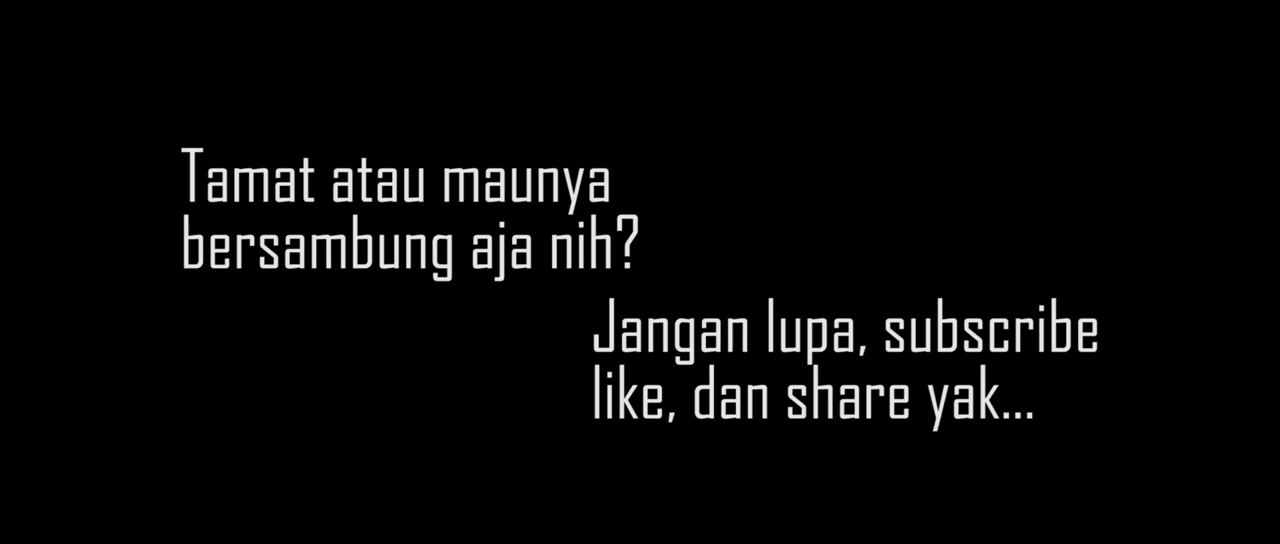 Tamat atau maunya
bersambung aja nih?
Jangan lupa, subscribe
like, dan share yak...